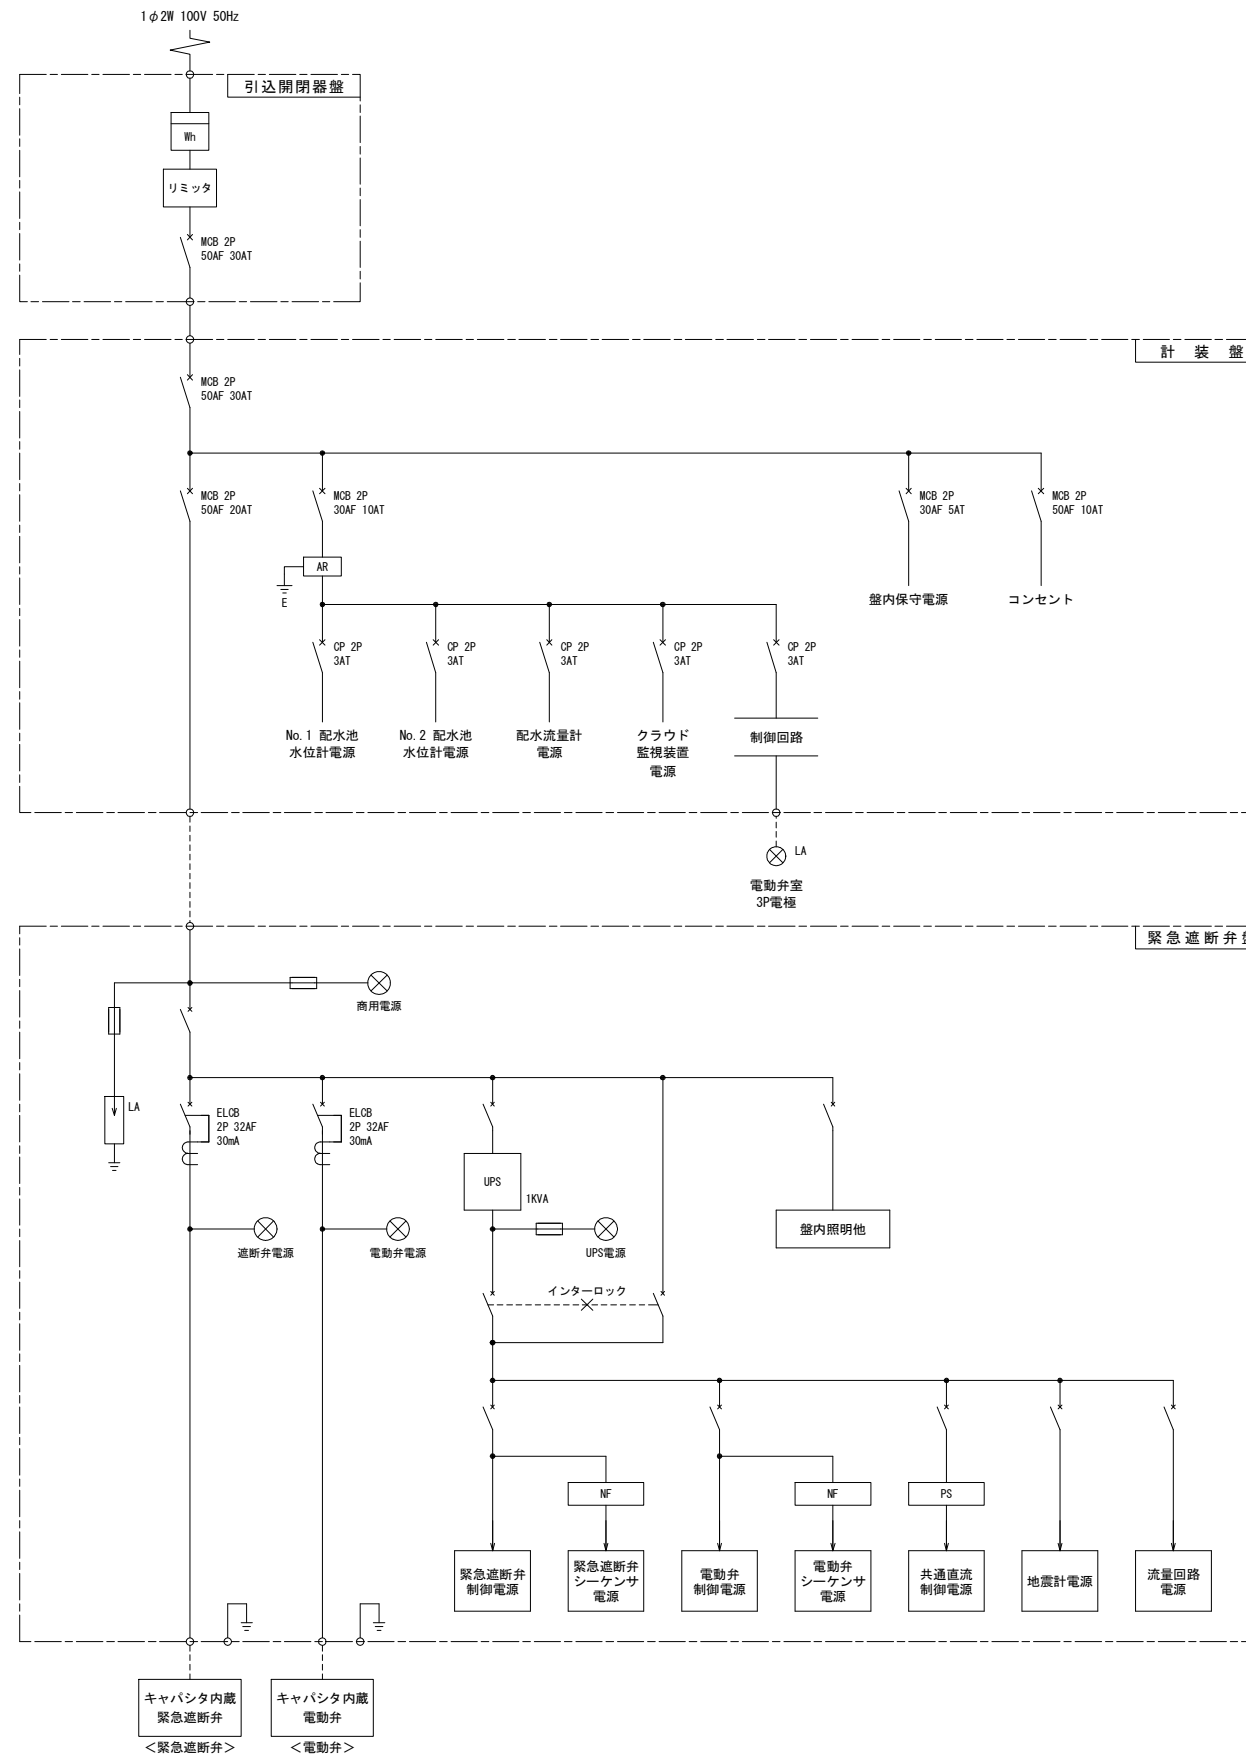 1φ2W 100V 50Hz
引込開閉器盤
Wh
リミッタ
MCB 2P
50AF 30AT
計装盤
MCB 2P
50AF 30AT
MCB 2P
50AF 20AT
MCB 2P
30AF 10AT
MCB 2P
30AF 5AT
MCB 2P
50AF 10AT
AR
E
盤内保守電源
コンセント
CP 2P
3AT
CP 2P
3AT
CP 2P
3AT
CP 2P
3AT
CP 2P
3AT
No.1 配水池
水位計電源
No.2 配水池
水位計電源
配水流量計
電源
クラウド
監視装置
電源
制御回路
LA
電動弁室
3P電極
緊急遮断弁盤
商用電源
LA
ELCB
2P 32AF
30mA
ELCB
2P 32AF
30mA
UPS
1KVA
遮断弁電源
電動弁電源
UPS電源
盤内照明他
インターロック
NF
NF
PS
緊急遮断弁
制御電源
緊急遮断弁
シーケンサ
電源
電動弁
制御電源
電動弁
シーケンサ
電源
共通直流
制御電源
地震計電源
流量回路
電源
キャパシタ内蔵
緊急遮断弁
キャパシタ内蔵
電動弁
＜緊急遮断弁＞
＜電動弁＞